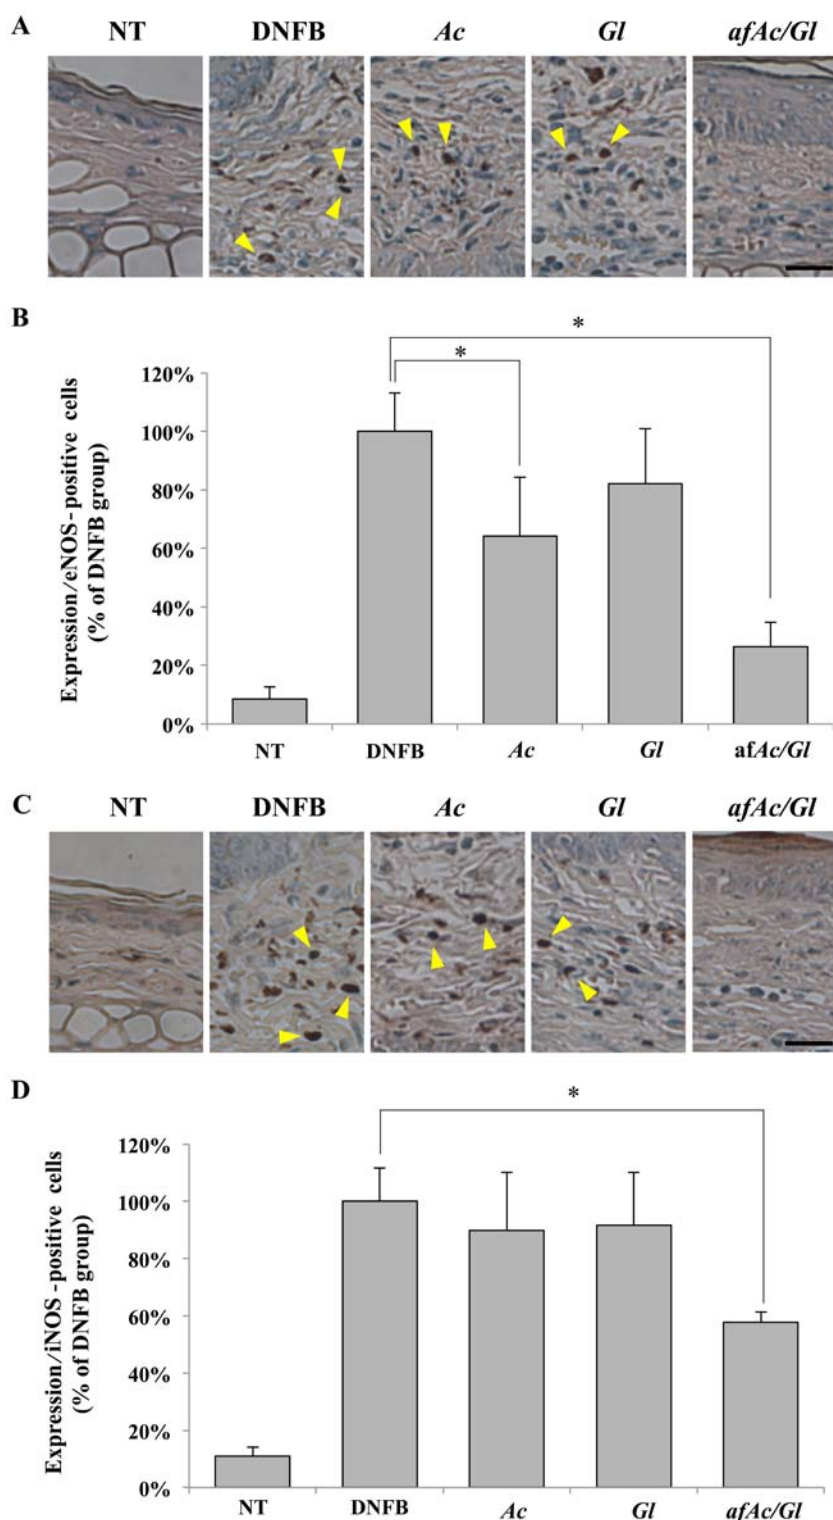 A
NT DNFB Ac Gl afAc/Gl
B
*
*
120%
100%
80%
60%
40%
20%
0%
Expression/eNOS-positive cells
(% of DNFB group)
NT DNFB Ac Gl afAc/Gl
C
NT DNFB Ac Gl afAc/Gl
D
*
120%
100%
80%
60%
40%
20%
0%
Expression/iNOS-positive cells
(% of DNFB group)
NT DNFB Ac Gl afAc/Gl